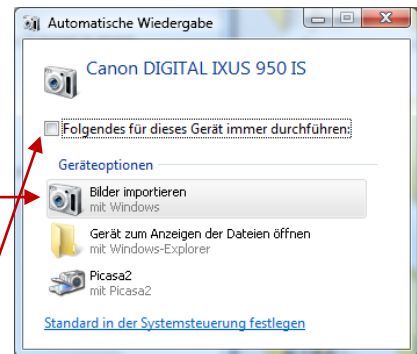 Automatische Wiedergabe
Canon DIGITAL IXUS 950 IS
Folgendes für dieses Gerät immer durchführen:
Geräteoptionen
Bilder importieren
mit Windows
Gerät zum Anzeigen der Dateien öffnen
mit Windows-Explorer
Picasa2
mit Picasa2
Standard in der Systemsteuerung festlegen